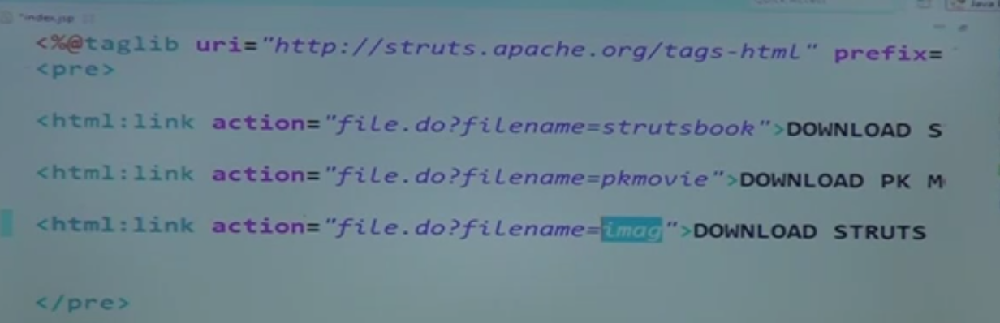 *index.jsp
<%@taglib uri="http://struts.apache.org/tags-html" prefix=
<pre>
<html:link action="file.do?filename=strutsbook">DOWNLOAD S
<html:link action="file.do?filename=pkmovie">DOWNLOAD PK M
<html:link action="file.do?filename=imag">DOWNLOAD STRUTS
</pre>